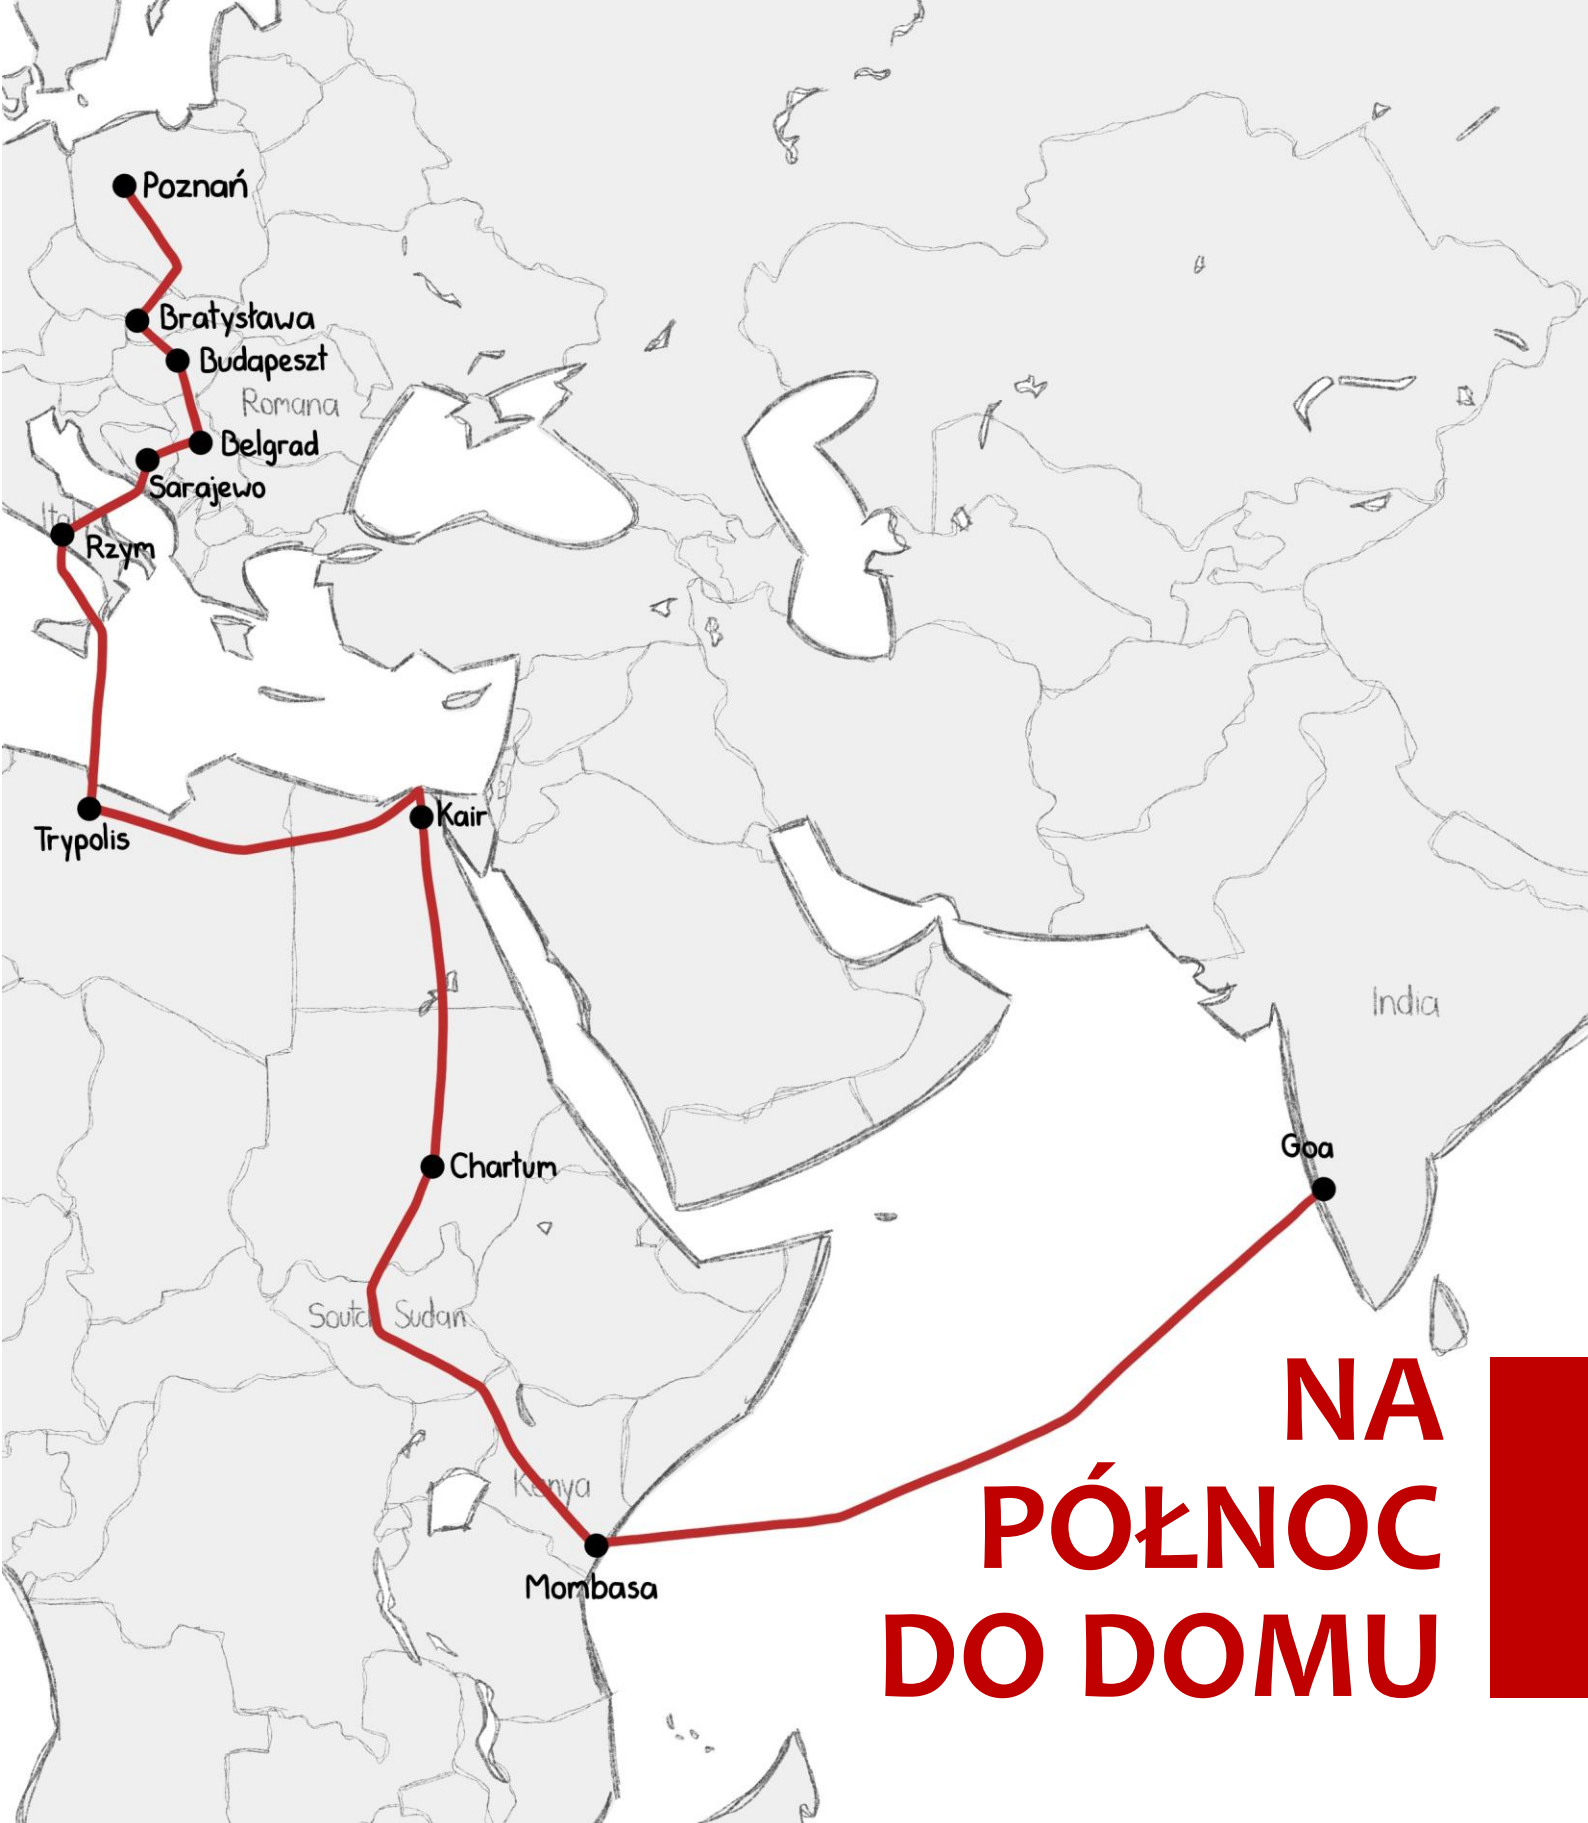 Poznań
Bratysława
Budapeszt
Romana
Belgrad
Sarajewo
Rzym
Kair
Trypolis
India
Goa
Chartum
South Sudan
Kenya
Mombasa
NA
PÓŁNOC
DO DOMU